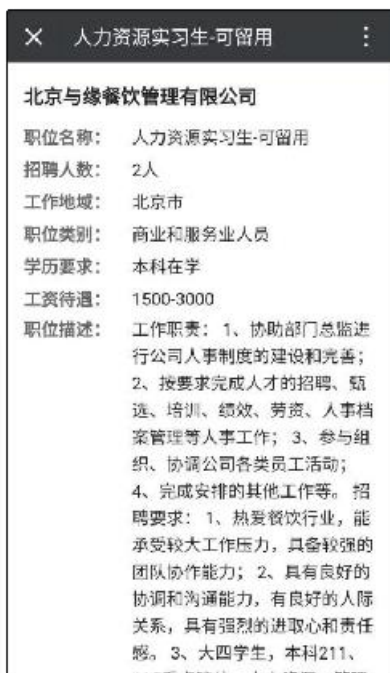 人力资源实习生-可留用
北京与缘餐饮管理有限公司
职位名称： 人力资源实习生-可留用
招聘人数： 2人
工作地域： 北京市
职位类别： 商业和服务业人员
学历要求： 本科在学
工资待遇： 1500-3000
职位描述： 工作职责： 1、协助部门总监进
行公司人事制度的建设和完善；
2、按要求完成人才的招聘、甄
选、培训、绩效、劳资、人事档
案管理等人事工作； 3、参与组
织、协调公司各类员工活动；
4、完成安排的其他工作等。 招
聘要求： 1、热爱餐饮行业，能
承受较大工作压力，具备较强的
团队协作能力； 2、具有良好的
协调和沟通能力，有良好的人际
关系，具有强烈的进取心和责任
感。 3、大四学生，本科211、